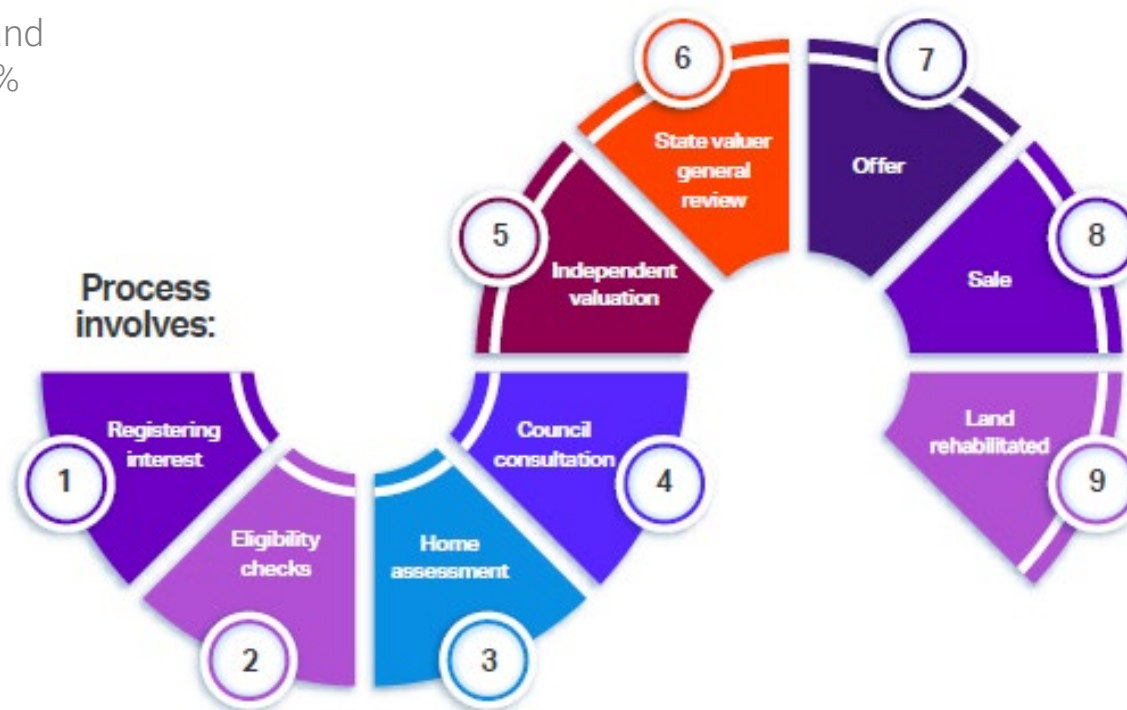 and
%
Process
involves:
1
Registering
interest
2
Eligibility
checks
3
Home
assessment
4
Council
consultation
5
Independent
valuation
6
State valuer
general
review
7
Offer
8
Sale
9
Land
rehabilitated